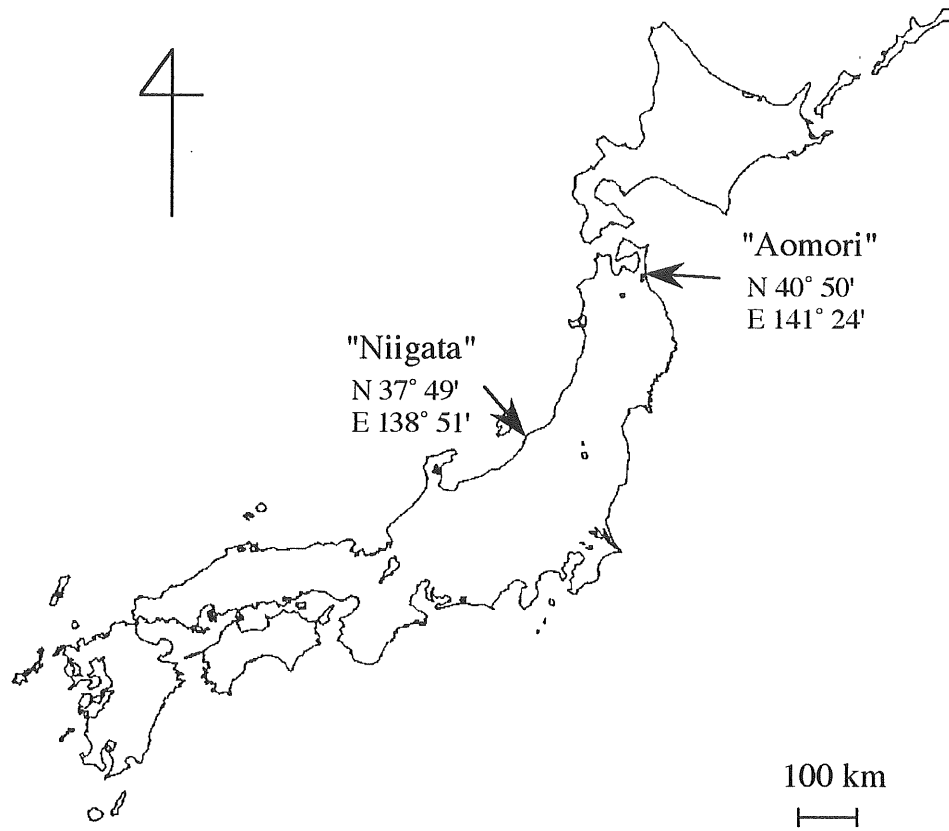 "Aomori"
N 40° 50'
E 141° 24'
"Niigata"
N 37° 49'
E 138° 51'
100 km